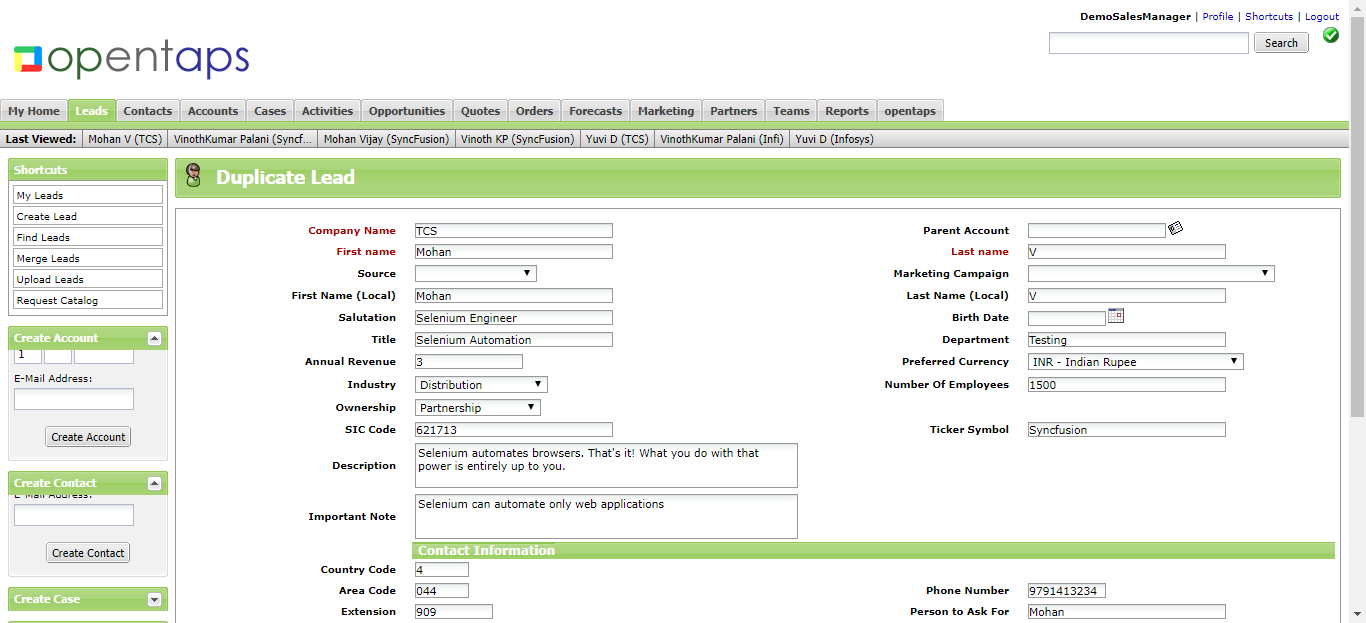 DemoSalesManager | Profile | Shortcuts | Logout
opentaps
Search
My Home Leads Contacts Accounts Cases Activities Opportunities Quotes Orders Forecasts Marketing Partners Teams Reports opentaps
Last Viewed: Mohan V (TCS) VinothKumar Palani (Syncf... Mohan Vijay (SyncFusion) Vinoth KP (SyncFusion) Yuvi D (TCS) VinothKumar Palani (Infi) Yuvi D (Infosys)
Shortcuts
My Leads
Create Lead
Find Leads
Merge Leads
Upload Leads
Request Catalog
Create Account
1
E-Mail Address:
Create Account
Create Contact
E-Mail Address:
Create Contact
Create Case
Duplicate Lead
Company Name TCS Parent Account
First name Mohan Last name V
Source Marketing Campaign
First Name (Local) Mohan Last Name (Local) V
Salutation Selenium Engineer Birth Date
Title Selenium Automation Department Testing
Annual Revenue 3 Preferred Currency INR - Indian Rupee
Industry Distribution Number Of Employees 1500
Ownership Partnership
SIC Code 621713 Ticker Symbol Syncfusion
Description Selenium automates browsers. That's it! What you do with that
power is entirely up to you.
Important Note Selenium can automate only web applications
Contact Information
Country Code 4
Area Code 044 Phone Number 9791413234
Extension 909 Person to Ask For Mohan